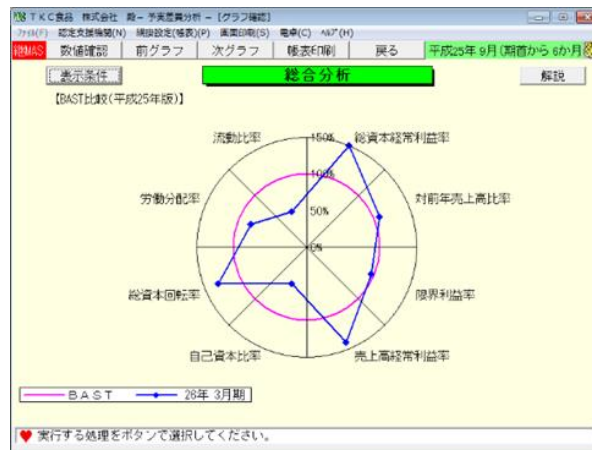 TKC食品 株式会社 殿－予実差異分析－[グラフ確認]
ファイル(F) 認定支援機関(N) 画面印刷(S) 電卓(C) ヘルプ(H)
継MAS 数値確認 前グラフ 次グラフ 帳表印刷 戻る 平成25年 9月(期首から 6か月
表示条件 総合分析 解説
【BAST比較(平成25年版)】
流動比率 150% 総資本経常利益率
100%
労働分配率 対前年売上高比率
50%
0%
総資本回転率 限界利益率
自己資本比率 売上高経常利益率
BAST 26年 3月期
実行する処理をボタンで選択してください。